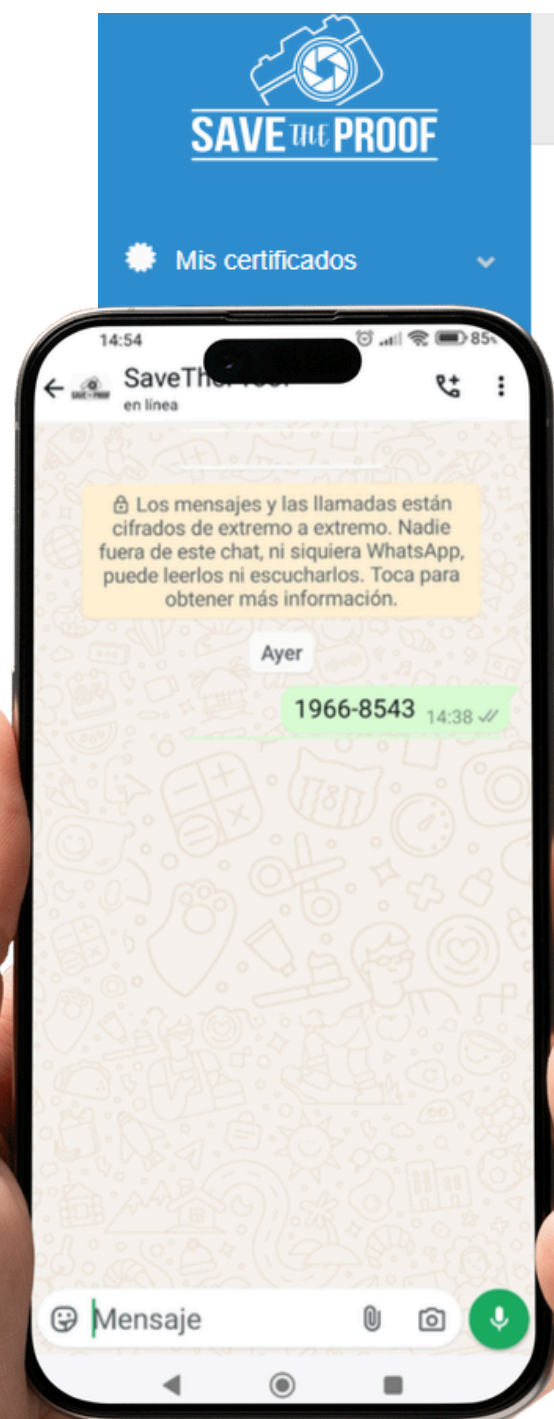 SAVE THE PROOF
Mis certificados
14:54
85%
SaveThe
en línea
Los mensajes y las llamadas están
cifrados de extremo a extremo. Nadie
fuera de este chat, ni siquiera WhatsApp,
puede leerlos ni escucharlos. Toca para
obtener más información.
Ayer
1966-8543 14:38
Mensaje